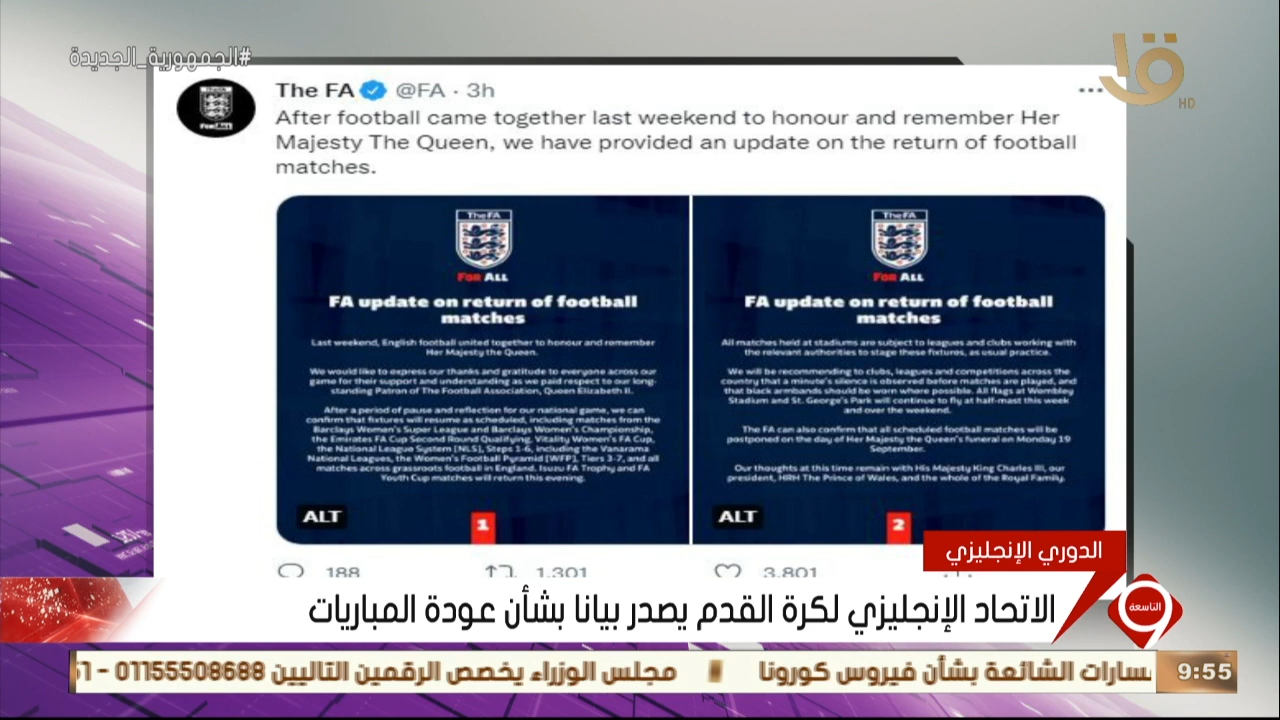 #الجمهورية_الجديدة
HD
The FA @FA · 3h
After football came together last weekend to honour and remember Her
Majesty The Queen, we have provided an update on the return of football
matches.
The FA
FOR ALL
FA update on return of football
matches
Last weekend, English football united together to honour and remember
Her Majesty the Queen.
We would like to express our thanks and gratitude to everyone across our
game for their support and understanding as we paid respect to our long-
standing Patron of The Football Association, Queen Elizabeth II.
After a period of pause and reflection for our national game, we can
confirm that fixtures will resume as scheduled, including matches from the
Barclays Women's Super League and Barclays Women's Championship,
the Emirates FA Cup Second Round Qualifying, Vitality Women's FA Cup,
the National League System [NLS], Steps 1-6, including the Vanarama
National Leagues, the Women's Football Pyramid [WFP], Tiers 3-7, and all
matches across grassroots football in England. Isuzu FA Trophy and FA
Youth Cup matches will return this evening.
ALT
1
The FA
FOR ALL
FA update on return of football
matches
All matches held at stadiums are subject to leagues and clubs working with
the relevant authorities to stage these fixtures, as usual practice.
We will be recommending to clubs, leagues and competitions across the
country that a minute's silence is observed before matches are played, and
that black armbands should be worn where possible. All flags at Wembley
Stadium and St. George's Park will continue to fly at half-mast this week
and over the weekend.
The FA can also confirm that all scheduled football matches will be
postponed on the day of Her Majesty the Queen's funeral on Monday 19
September.
Our thoughts at this time remain with His Majesty King Charles III, our
president, HRH The Prince of Wales, and the whole of the Royal Family.
ALT
2
188 1,301 3,801
الدوري الإنجليزي
الاتحاد الإنجليزي لكرة القدم يصدر بيانا بشأن عودة المباريات
التاسعة
9:55
الشائعة بشأن فيروس كورونا مجلس الوزراء يخصص الرقمين التاليين 01155508688 -